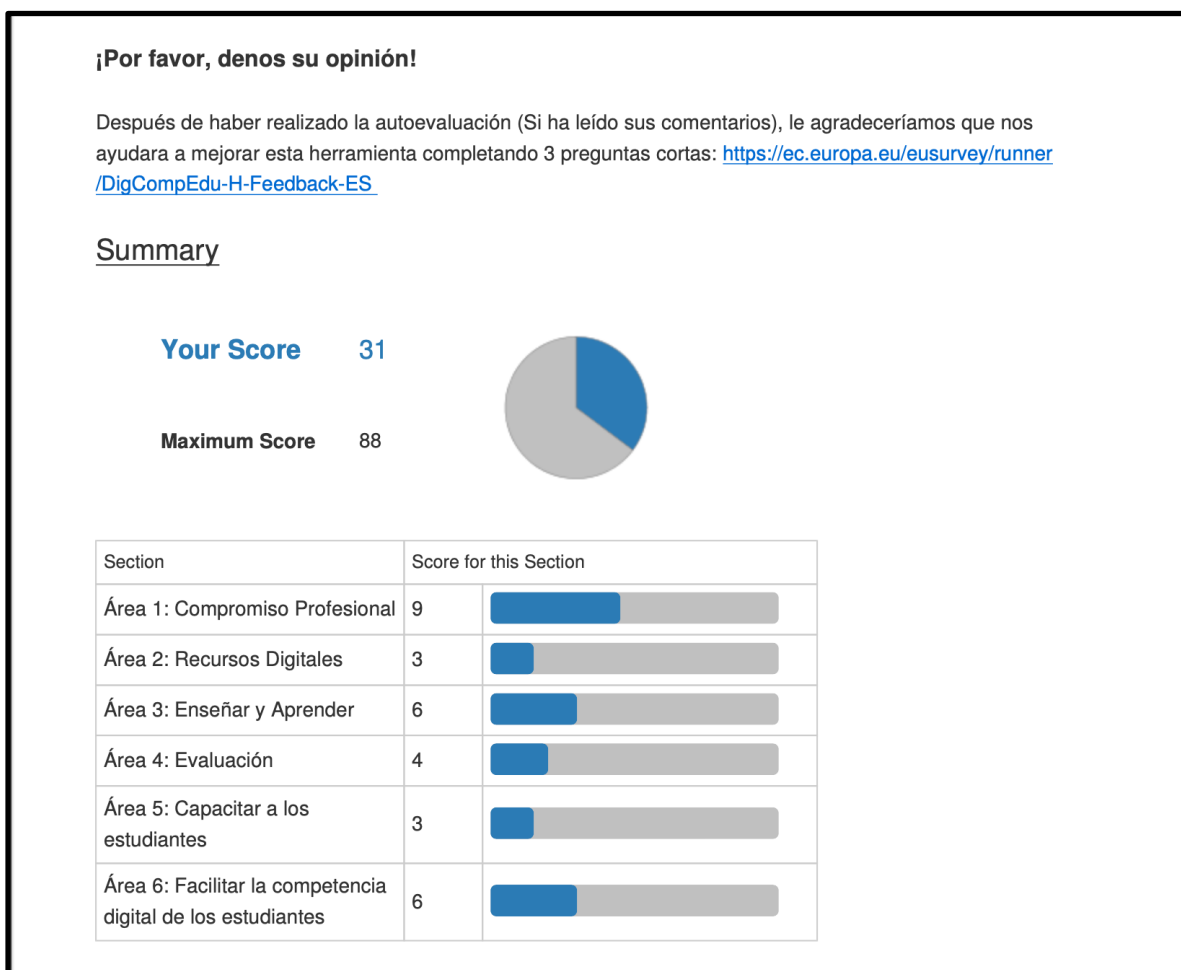 ¡Por favor, denos su opinión!
Después de haber realizado la autoevaluación (Si ha leído sus comentarios), le agradeceríamos que nos
ayudara a mejorar esta herramienta completando 3 preguntas cortas: https://ec.europa.eu/eusurvey/runner
/DigCompEdu-H-Feedback-ES
Summary
Your Score 31
Maximum Score 88
Section Score for this Section
Área 1: Compromiso Profesional 9
Área 2: Recursos Digitales 3
Área 3: Enseñar y Aprender 6
Área 4: Evaluación 4
Área 5: Capacitar a los
estudiantes 3
Área 6: Facilitar la competencia
digital de los estudiantes 6